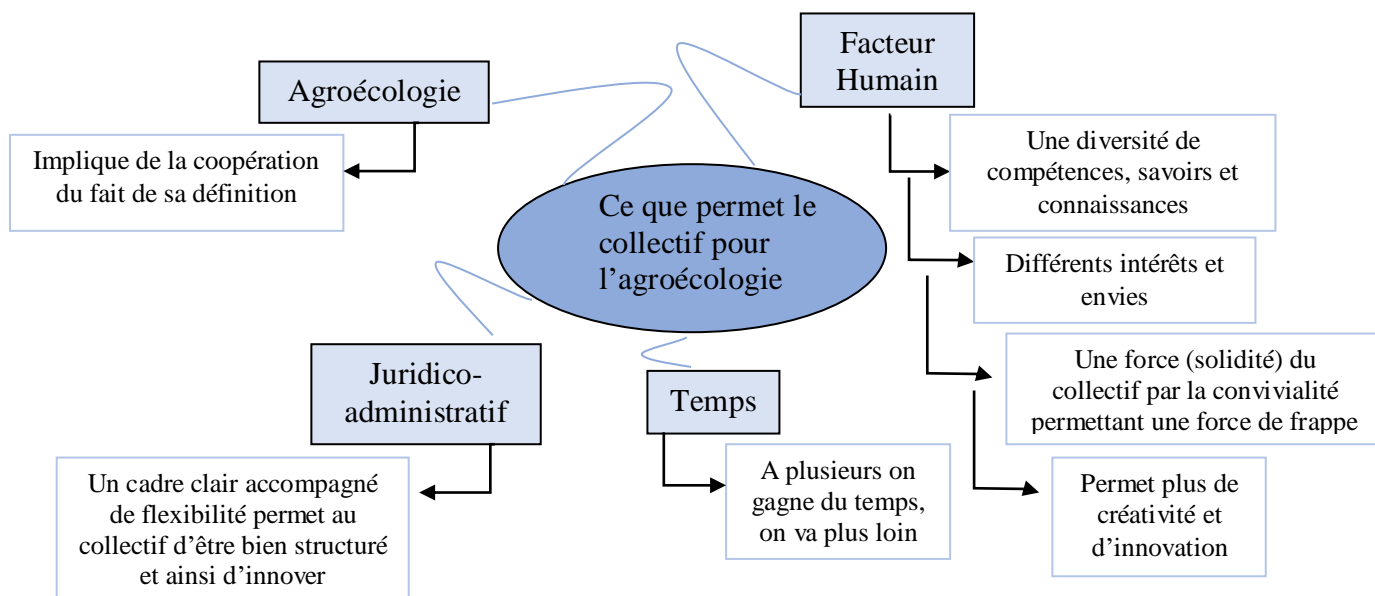 Facteur
Humain
Agroécologie
Une diversité de
compétences, savoirs et
connaissances
Implique de la coopération
du fait de sa définition
Ce que permet le
collectif pour
l’agroécologie
Différents intérêts et
envies
Juridico-
administratif
Une force (solidité) du
collectif par la convivialité
permettant une force de frappe
Temps
A plusieurs on
gagne du temps,
on va plus loin
Un cadre clair accompagné
de flexibilité permet au
collectif d’être bien structuré
et ainsi d’innover
Permet plus de
créativité et
d’innovation